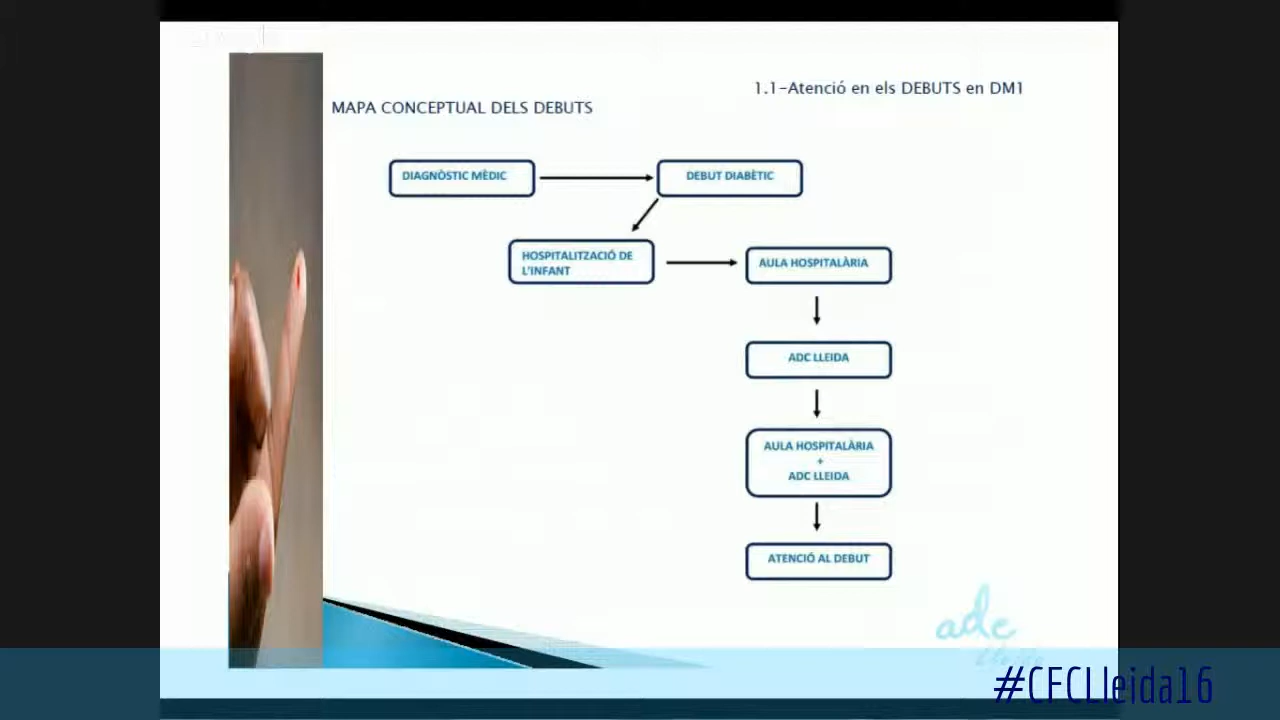 1.1-Atenció en els DEBUTS en DM1
MAPA CONCEPTUAL DELS DEBUTS
DIAGNÒSTIC MÈDIC
DEBUT DIABÈTIC
HOSPITALITZACIÓ DE
L'INFANT
AULA HOSPITALÀRIA
ADC LLEIDA
AULA HOSPITALÀRIA
+
ADC LLEIDA
ATENCIÓ AL DEBUT
adc
#CFCLleida16